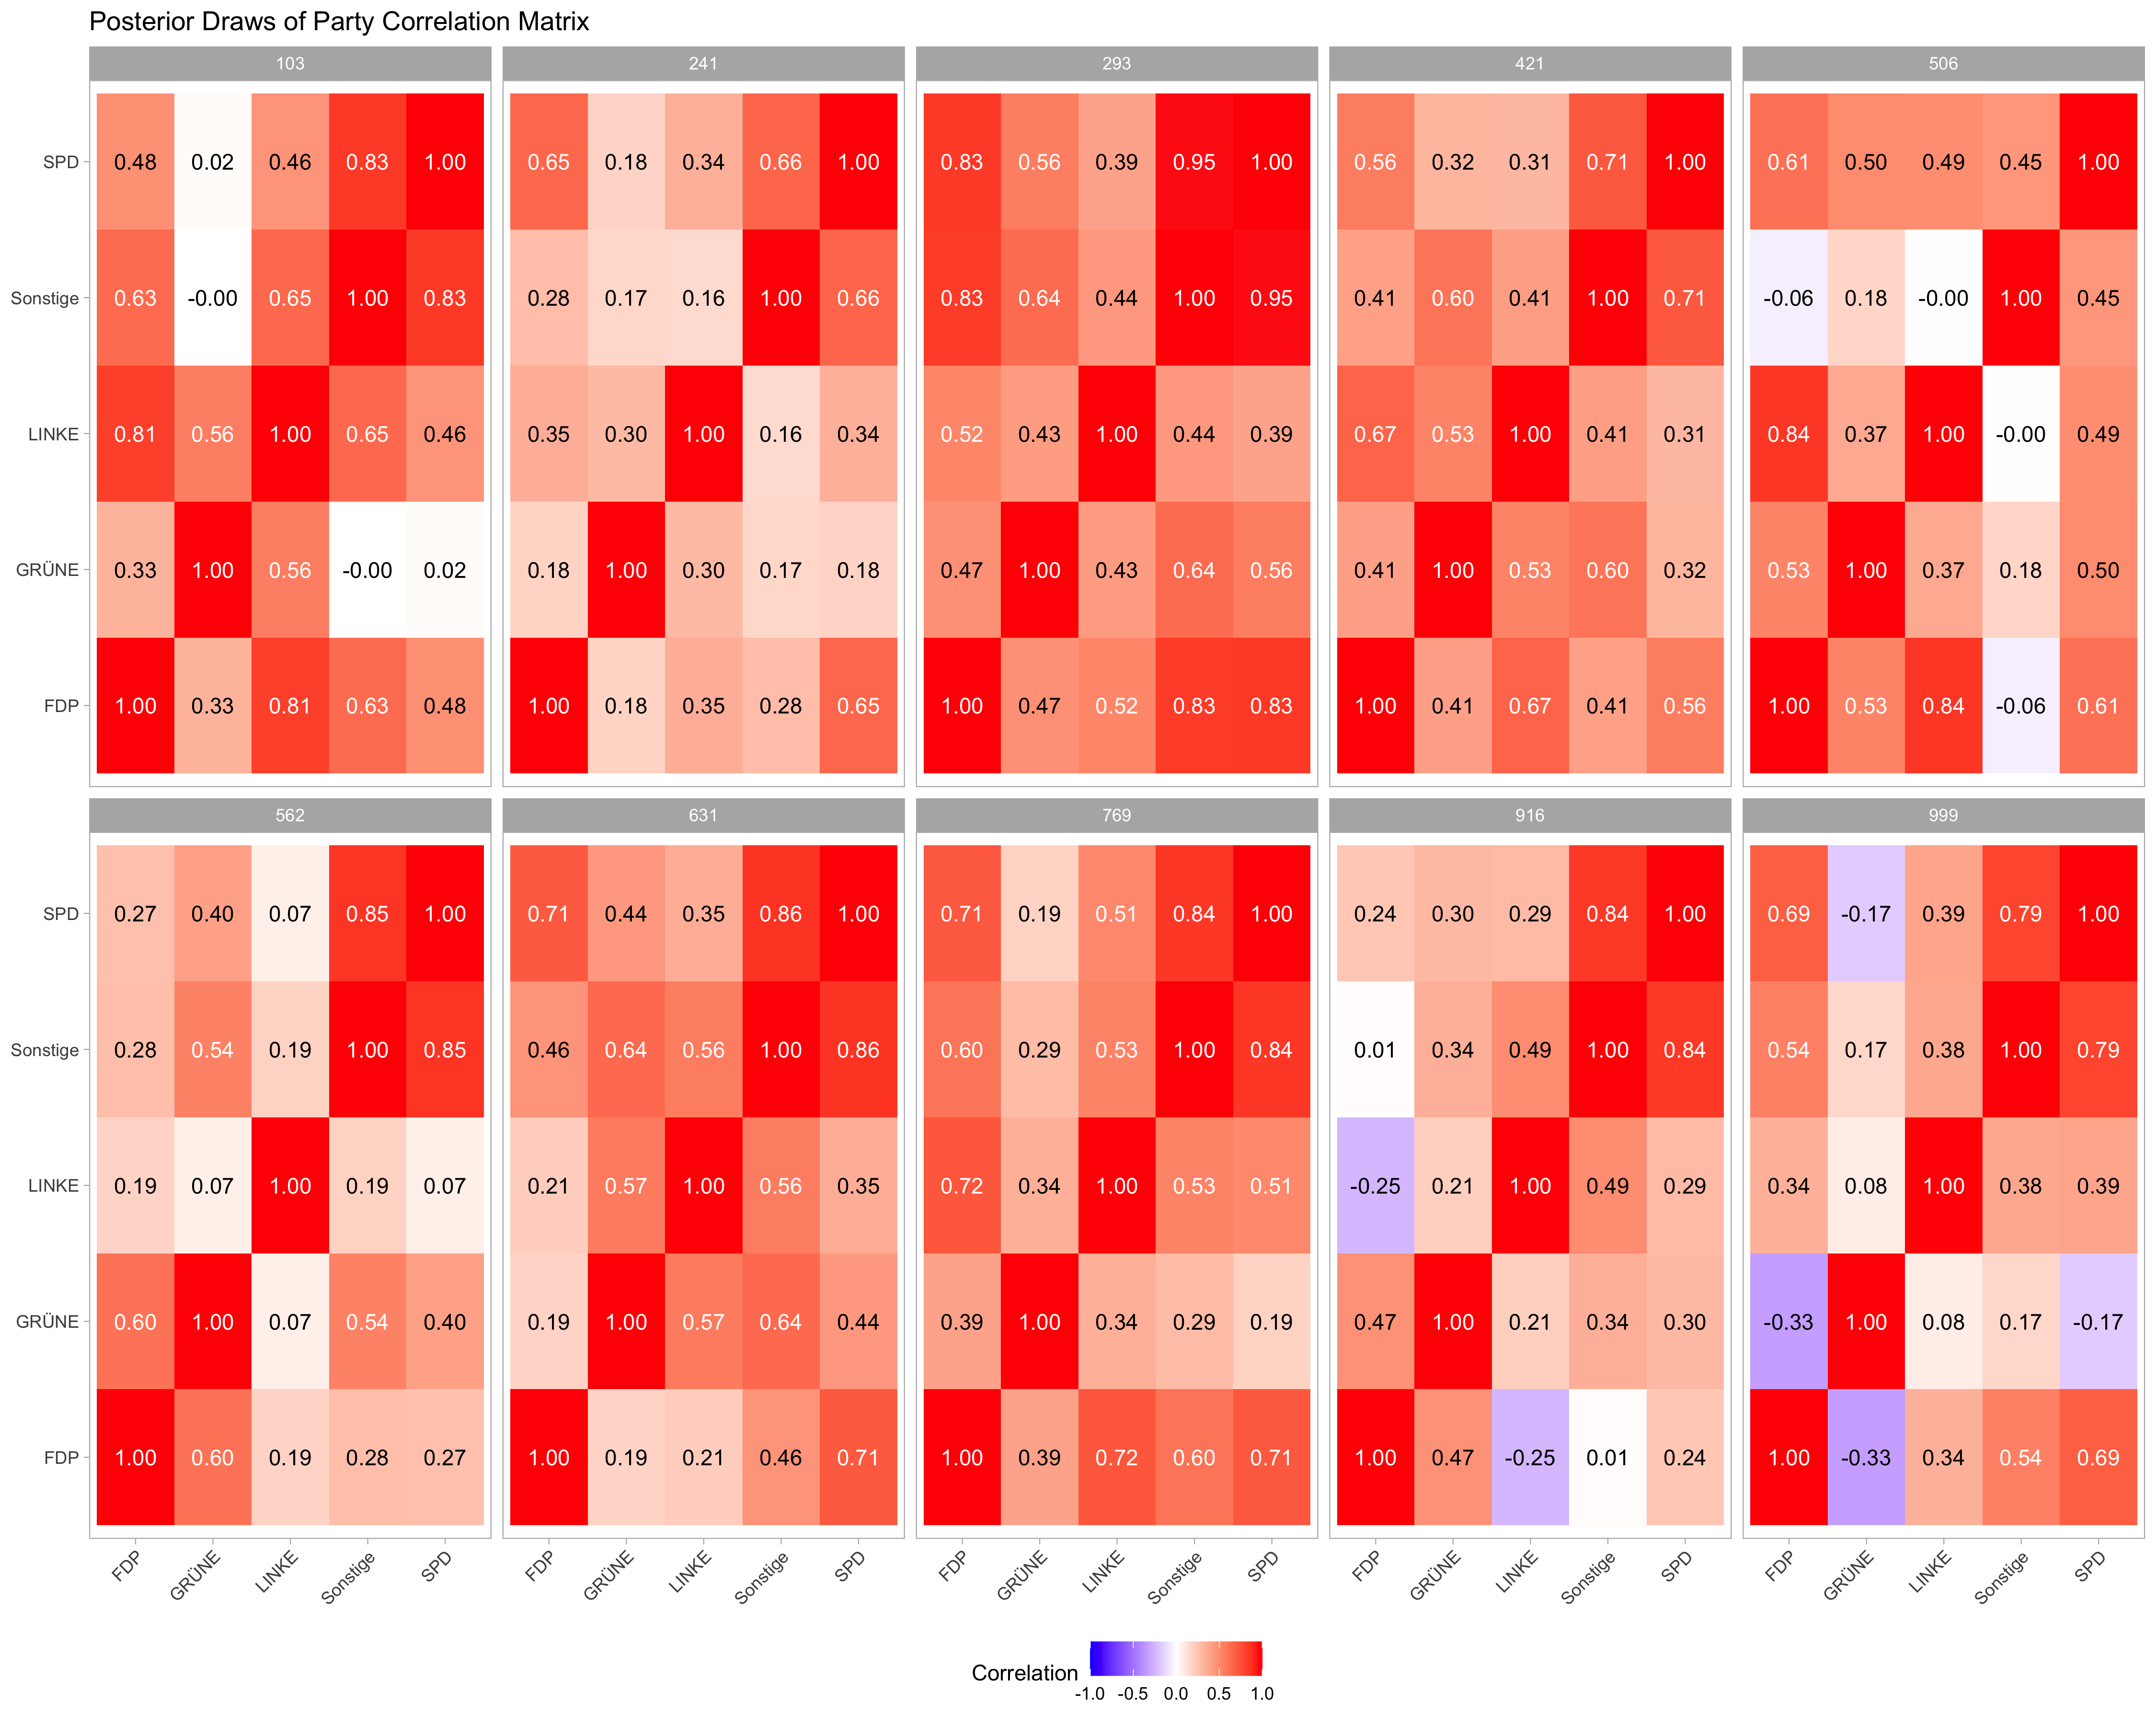 Posterior Draws of Party Correlation Matrix
103 241 293 421 506
SPD 0.48 0.02 0.46 0.83 1.00 0.65 0.18 0.34 0.66 1.00 0.83 0.56 0.39 0.95 1.00 0.56 0.32 0.31 0.71 1.00 0.61 0.50 0.49 0.45 1.00
Sonstige 0.63 -0.00 0.65 1.00 0.83 0.28 0.17 0.16 1.00 0.66 0.83 0.64 0.44 1.00 0.95 0.41 0.60 0.41 1.00 0.71 -0.06 0.18 -0.00 1.00 0.45
LINKE 0.81 0.56 1.00 0.65 0.46 0.35 0.30 1.00 0.16 0.34 0.52 0.43 1.00 0.44 0.39 0.67 0.53 1.00 0.41 0.31 0.84 0.37 1.00 -0.00 0.49
GRÜNE 0.33 1.00 0.56 -0.00 0.02 0.18 1.00 0.30 0.17 0.18 0.47 1.00 0.43 0.64 0.56 0.41 1.00 0.53 0.60 0.32 0.53 1.00 0.37 0.18 0.50
FDP 1.00 0.33 0.81 0.63 0.48 1.00 0.18 0.35 0.28 0.65 1.00 0.47 0.52 0.83 0.83 1.00 0.41 0.67 0.41 0.56 1.00 0.53 0.84 -0.06 0.61
562 631 769 916 999
SPD 0.27 0.40 0.07 0.85 1.00 0.71 0.44 0.35 0.86 1.00 0.71 0.19 0.51 0.84 1.00 0.24 0.30 0.29 0.84 1.00 0.69 -0.17 0.39 0.79 1.00
Sonstige 0.28 0.54 0.19 1.00 0.85 0.46 0.64 0.56 1.00 0.86 0.60 0.29 0.53 1.00 0.84 0.01 0.34 0.49 1.00 0.84 0.54 0.17 0.38 1.00 0.79
LINKE 0.19 0.07 1.00 0.19 0.07 0.21 0.57 1.00 0.56 0.35 0.72 0.34 1.00 0.53 0.51 -0.25 0.21 1.00 0.49 0.29 0.34 0.08 1.00 0.38 0.39
GRÜNE 0.60 1.00 0.07 0.54 0.40 0.19 1.00 0.57 0.64 0.44 0.39 1.00 0.34 0.29 0.19 0.47 1.00 0.21 0.34 0.30 -0.33 1.00 0.08 0.17 -0.17
FDP 1.00 0.60 0.19 0.28 0.27 1.00 0.19 0.21 0.46 0.71 1.00 0.39 0.72 0.60 0.71 1.00 0.47 -0.25 0.01 0.24 1.00 -0.33 0.34 0.54 0.69
FDP GRÜNE LINKE Sonstige SPD FDP GRÜNE LINKE Sonstige SPD FDP GRÜNE LINKE Sonstige SPD FDP GRÜNE LINKE Sonstige SPD FDP GRÜNE LINKE Sonstige SPD
Correlation
-1.0 -0.5 0.0 0.5 1.0